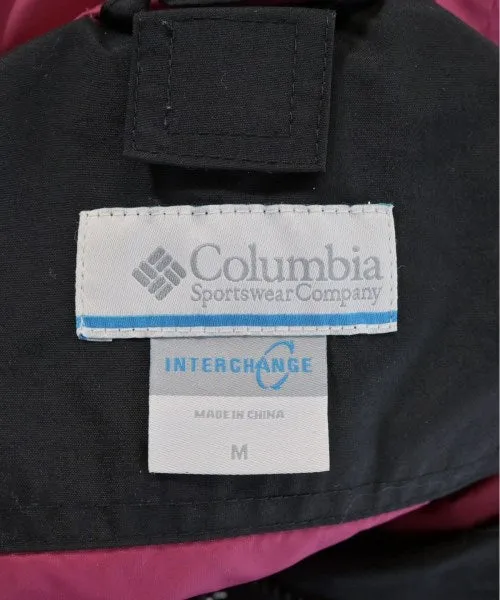 Columbia
Sportswear Company
INTERCHANGE
MADE IN CHINA
M